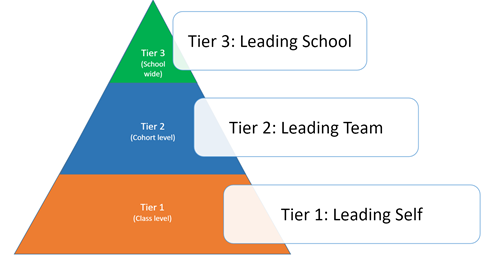 Tier 3
(School
wide)
Tier 3: Leading School
Tier 2
(Cohort level)
Tier 2: Leading Team
Tier 1
(Class level)
Tier 1: Leading Self